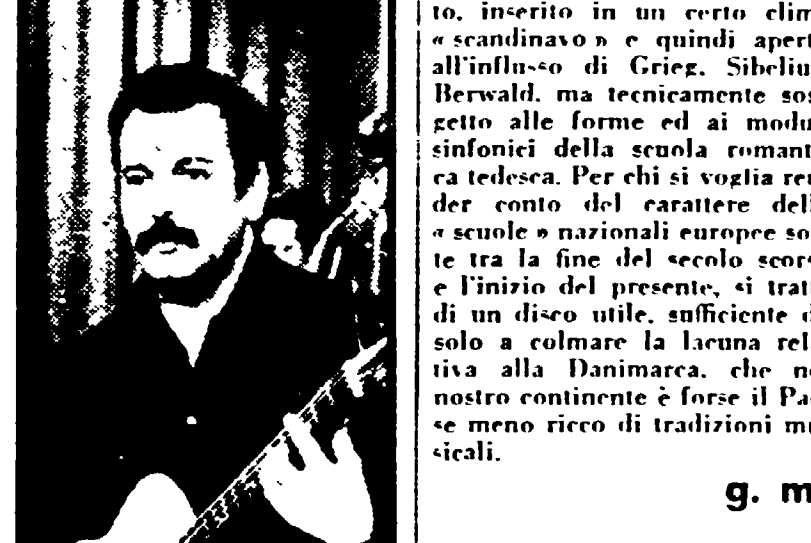 to, inserito in un certo clim
« scandinavo » e quindi apert
all'influsso di Grieg, Sibeliu
Berwald, ma tecnicamente sog
getto alle forme ed ai modu
sinfonici della scuola romant
ca tedesca. Per chi si voglia ren
der conto del carattere dell
« scuole » nazionali europee so
te tra la fine del secolo scors
e l'inizio del presente, si trat
di un disco utile, sufficiente d
solo a colmare la lacuna rel
tiva alla Danimarca, che ne
nostro continente è forse il Pa
se meno ricco di tradizioni mu
sicali.
g. m